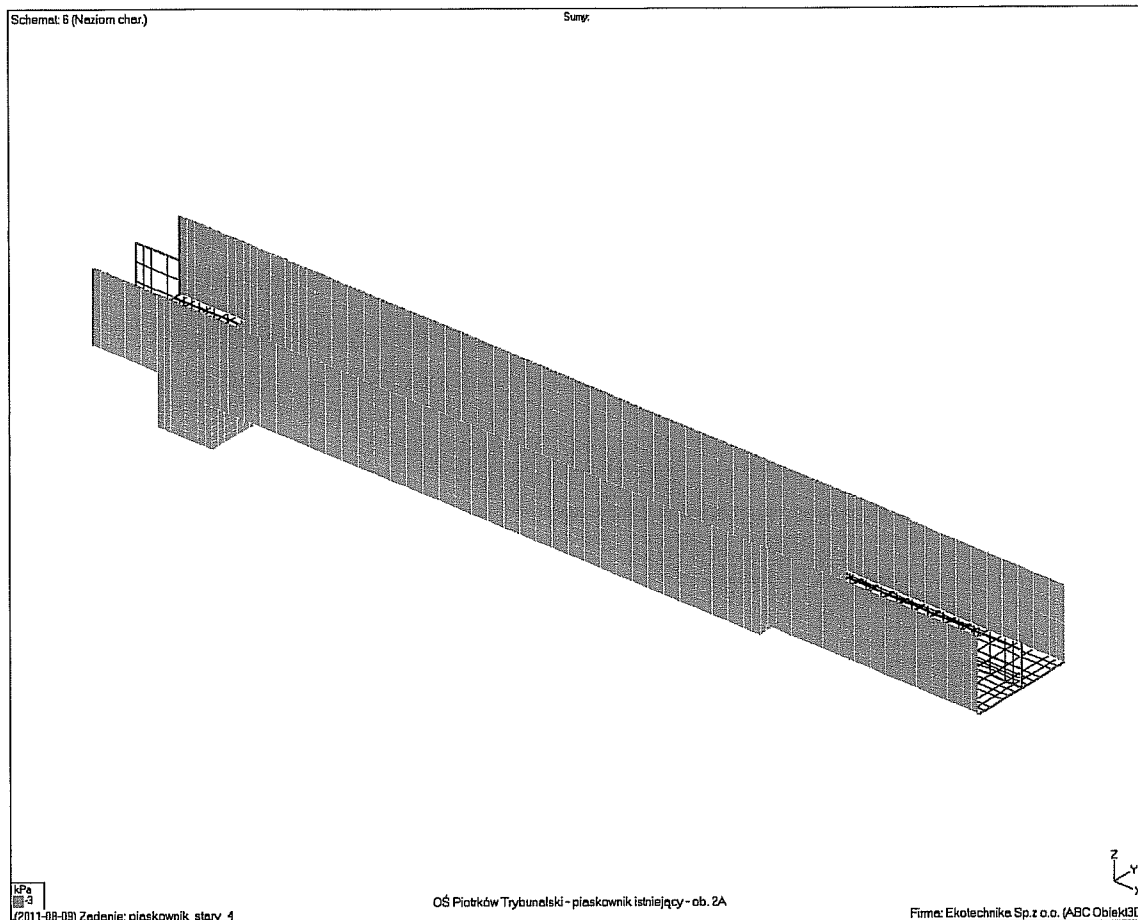 Schemat: 6 (Naziom char.)
Sumy:
Z
Y
X
kPa
-3
OŚ Piotrków Trybunalski - piaskownik istniejący - ob. 2A
(2011-08-09) Zadanie: piaskownik_stary_4
Firma: Ekotechnika Sp.z o.o. (ABC Obiekt3D